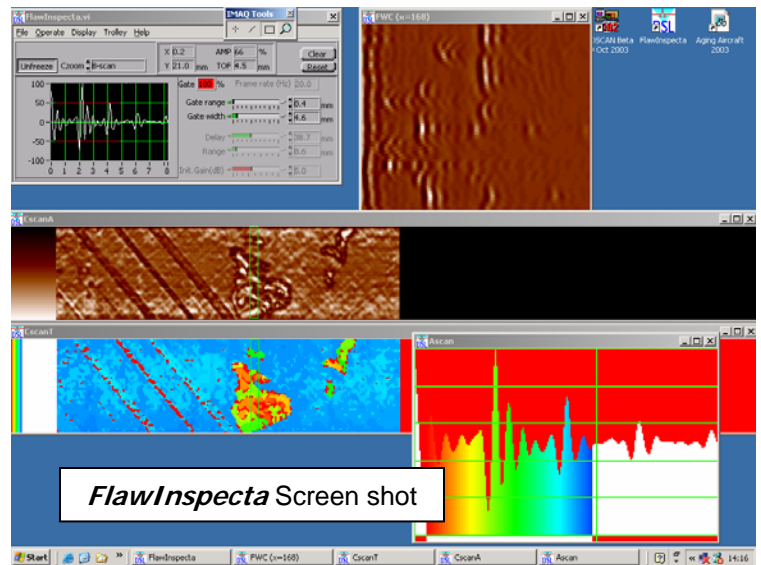 FlawInspecta.vi
IMAQ Tools
File Operate Display Trolley Help
Unfreeze Czoom B-scan
X 0.2 AMP 66 % Clear
Y 21.0 mm TOF 4.5 mm Reset
Gate 100 % Frame rate (Hz) 20.0
Gate range 0.4 mm
Gate width 4.6 mm
Delay 38.7 mm
Range 8.6 mm
Init.Gain(dB) 5.0
100
50
0
-50
-100
0 1 2 3 4 5 6 7 8
FWC (x=168)
DSCAN Beta
Oct 2003
FlawInspecta
Aging Aircraft
2003
CscanA
CscanT
Ascan
FlawInspecta Screen shot
Start
FlawInspecta
FWC (x=168)
CscanT
CscanA
Ascan
14:16